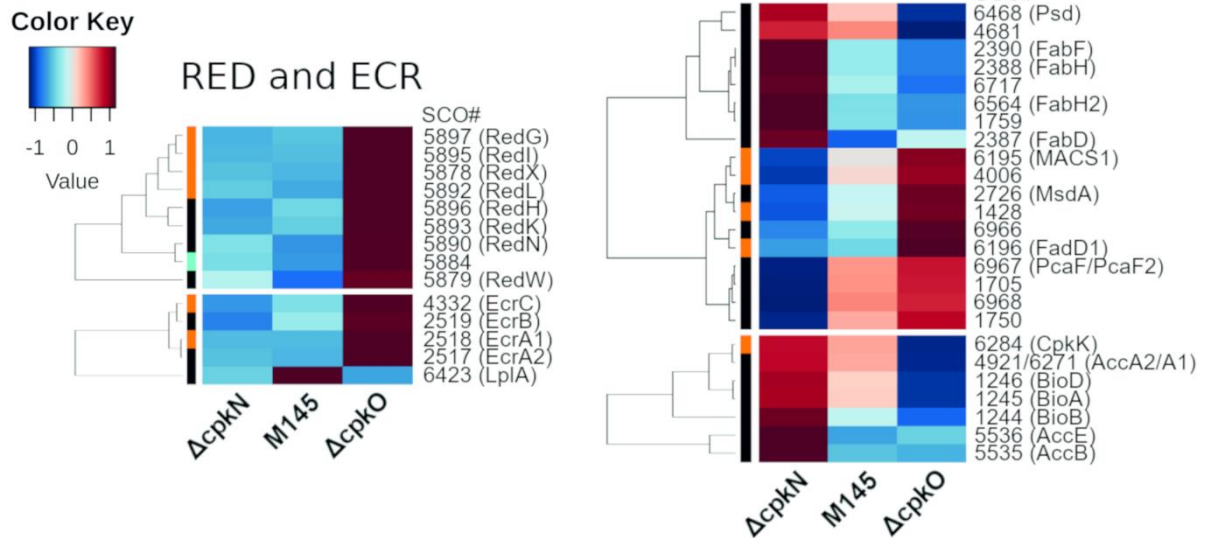 Color Key
-1 0 1
Value
RED and ECR
SCO#
5897 (RedG)
5895 (RedI)
5878 (RedX)
5892 (RedL)
5896 (RedH)
5893 (RedK)
5890 (RedN)
5884
5879 (RedW)
4332 (EcrC)
2519 (EcrB)
2518 (EcrA1)
2517 (EcrA2)
6423 (LplA)
ΔcpkN M145 ΔcpkO
6468 (Psd)
4681
2390 (FabF)
2388 (FabH)
6717
6564 (FabH2)
1759
2387 (FabD)
6195 (MACS1)
4006
2726 (MsdA)
1428
6966
6196 (FadD1)
6967 (PcaF/PcaF2)
1705
6968
1750
6284 (CpkK)
4921/6271 (AccA2/A1)
1246 (BioD)
1245 (BioA)
1244 (BioB)
5536 (AccE)
5535 (AccB)
ΔcpkN M145 ΔcpkO